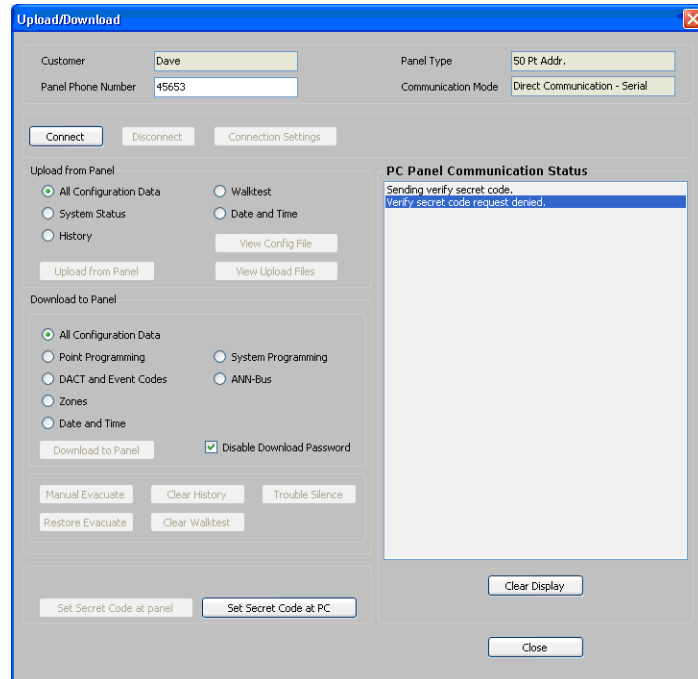 Upload/Download
Customer Dave Panel Type 50 Pt Addr.
Panel Phone Number 45653 Communication Mode Direct Communication - Serial
Connect Disconnect Connection Settings
Upload from Panel
All Configuration Data Walktest
System Status Date and Time
History View Config File
Upload from Panel View Upload Files
Download to Panel
All Configuration Data
Point Programming System Programming
DACT and Event Codes ANN-Bus
Zones
Date and Time
Download to Panel Disable Download Password
Manual Evacuate Clear History Trouble Silence
Restore Evacuate Clear Walktest
Set Secret Code at panel Set Secret Code at PC
PC Panel Communication Status
Sending verify secret code.
Verify secret code request denied.
Clear Display
Close